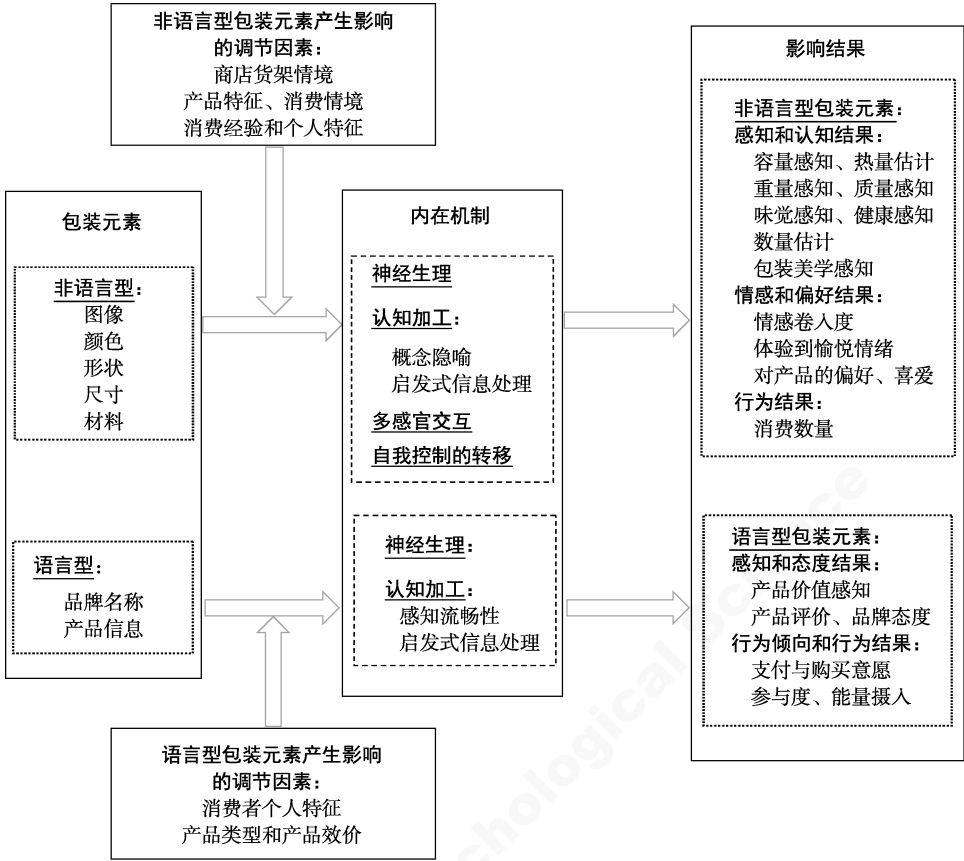 非语言型包装元素产生影响
的调节因素：
商店货架情境
产品特征、消费情境
消费经验和个人特征
包装元素
非语言型：
图像
颜色
形状
尺寸
材料
语言型：
品牌名称
产品信息
内在机制
神经生理
认知加工：
概念隐喻
启发式信息处理
多感官交互
自我控制的转移
神经生理：
认知加工：
感知流畅性
启发式信息处理
影响结果
非语言型包装元素：
感知和认知结果：
容量感知、热量估计
重量感知、质量感知
味觉感知、健康感知
数量估计
包装美学感知
情感和偏好结果：
情感卷入度
体验到愉悦情绪
对产品的偏好、喜爱
行为结果：
消费数量
语言型包装元素：
感知和态度结果：
产品价值感知
产品评价、品牌态度
行为倾向和行为结果：
支付与购买意愿
参与度、能量摄入
语言型包装元素产生影响
的调节因素：
消费者个人特征
产品类型和产品效价